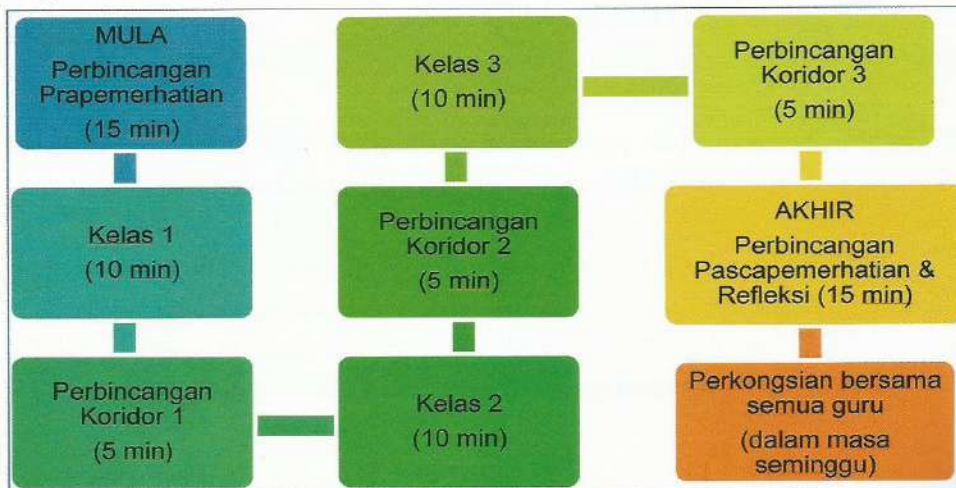 MULA
Perbincangan
Prapemerhatian
(15 min)
Kelas 1
(10 min)
Perbincangan
Koridor 1
(5 min)
Kelas 2
(10 min)
Perbincangan
Koridor 2
(5 min)
Kelas 3
(10 min)
Perbincangan
Koridor 3
(5 min)
AKHIR
Perbincangan
Pascapemerhatian &
Refleksi (15 min)
Perkongsian bersama
semua guru
(dalam masa
seminggu)